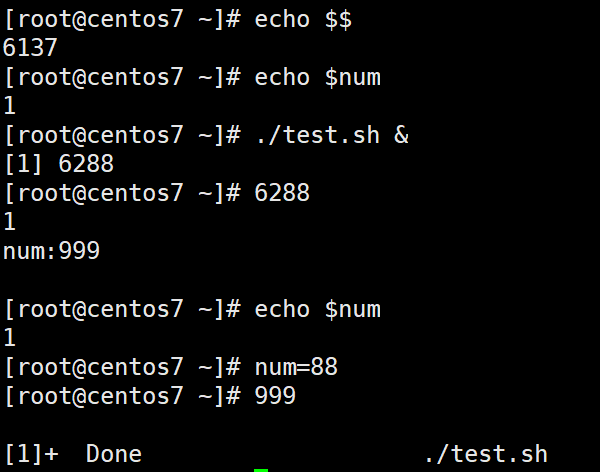 [root@centos7 ~]# echo $$
6137
[root@centos7 ~]# echo $num
1
[root@centos7 ~]# ./test.sh &
[1] 6288
[root@centos7 ~]# 6288
1
num:999
[root@centos7 ~]# echo $num
1
[root@centos7 ~]# num=88
[root@centos7 ~]# 999
[1]+  Done                    ./test.sh